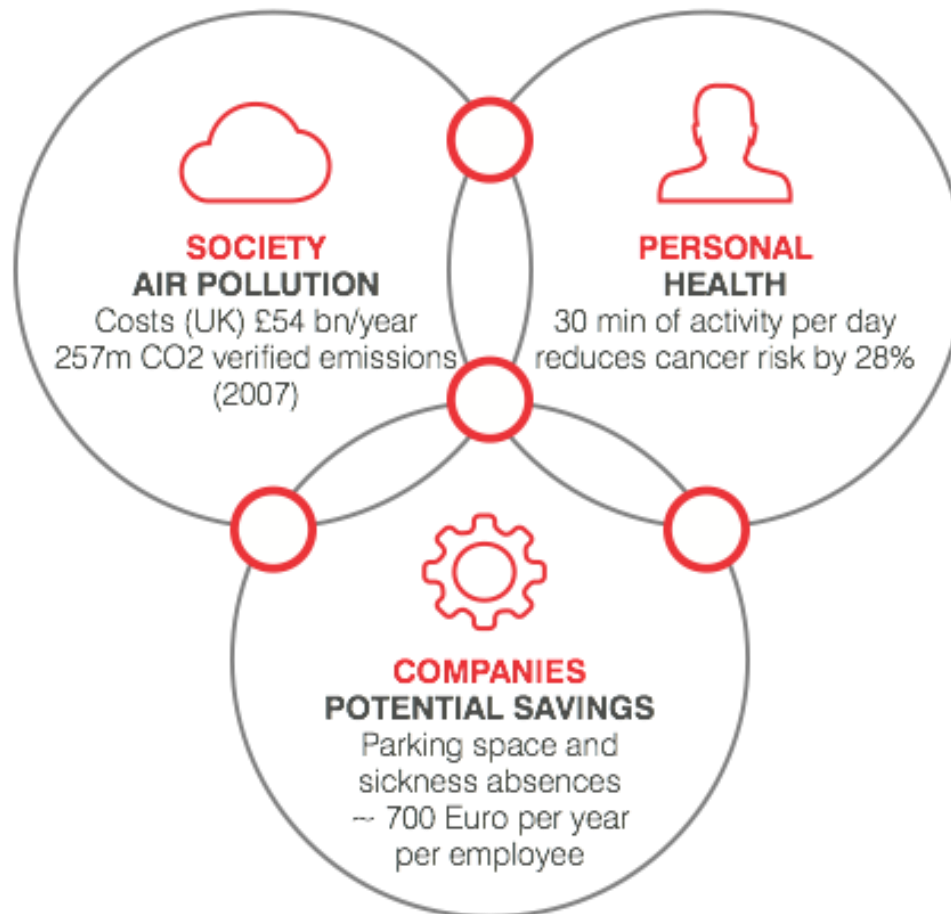 SOCIETY
AIR POLLUTION
Costs (UK) £54 bn/year
257m CO2 verified emissions
(2007)
PERSONAL
HEALTH
30 min of activity per day
reduces cancer risk by 28%
COMPANIES
POTENTIAL SAVINGS
Parking space and
sickness absences
~ 700 Euro per year
per employee